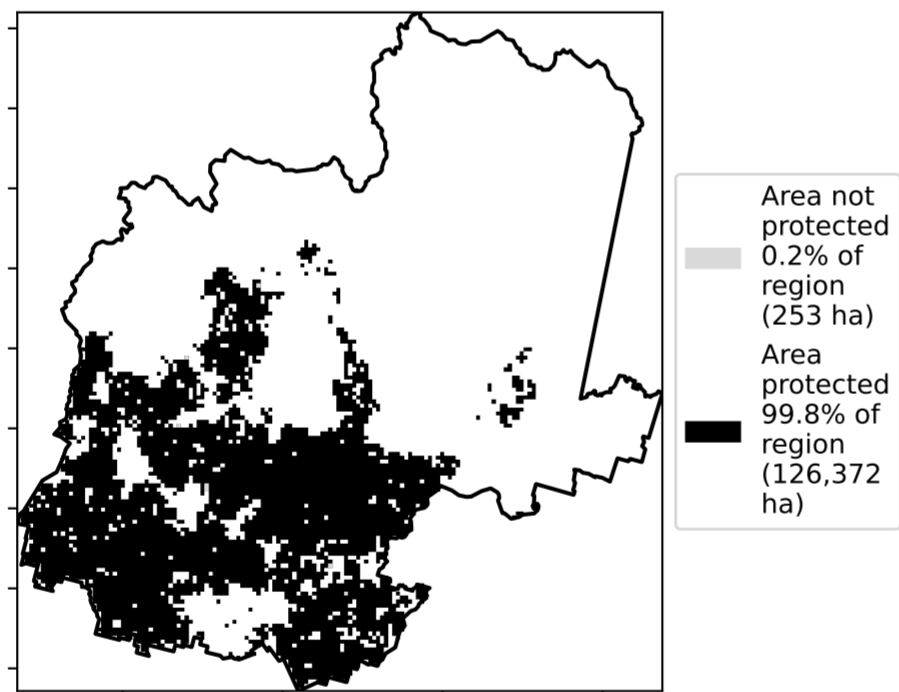 Area not
protected
0.2% of
region
(253 ha)
Area
protected
99.8% of
region
(126,372
ha)